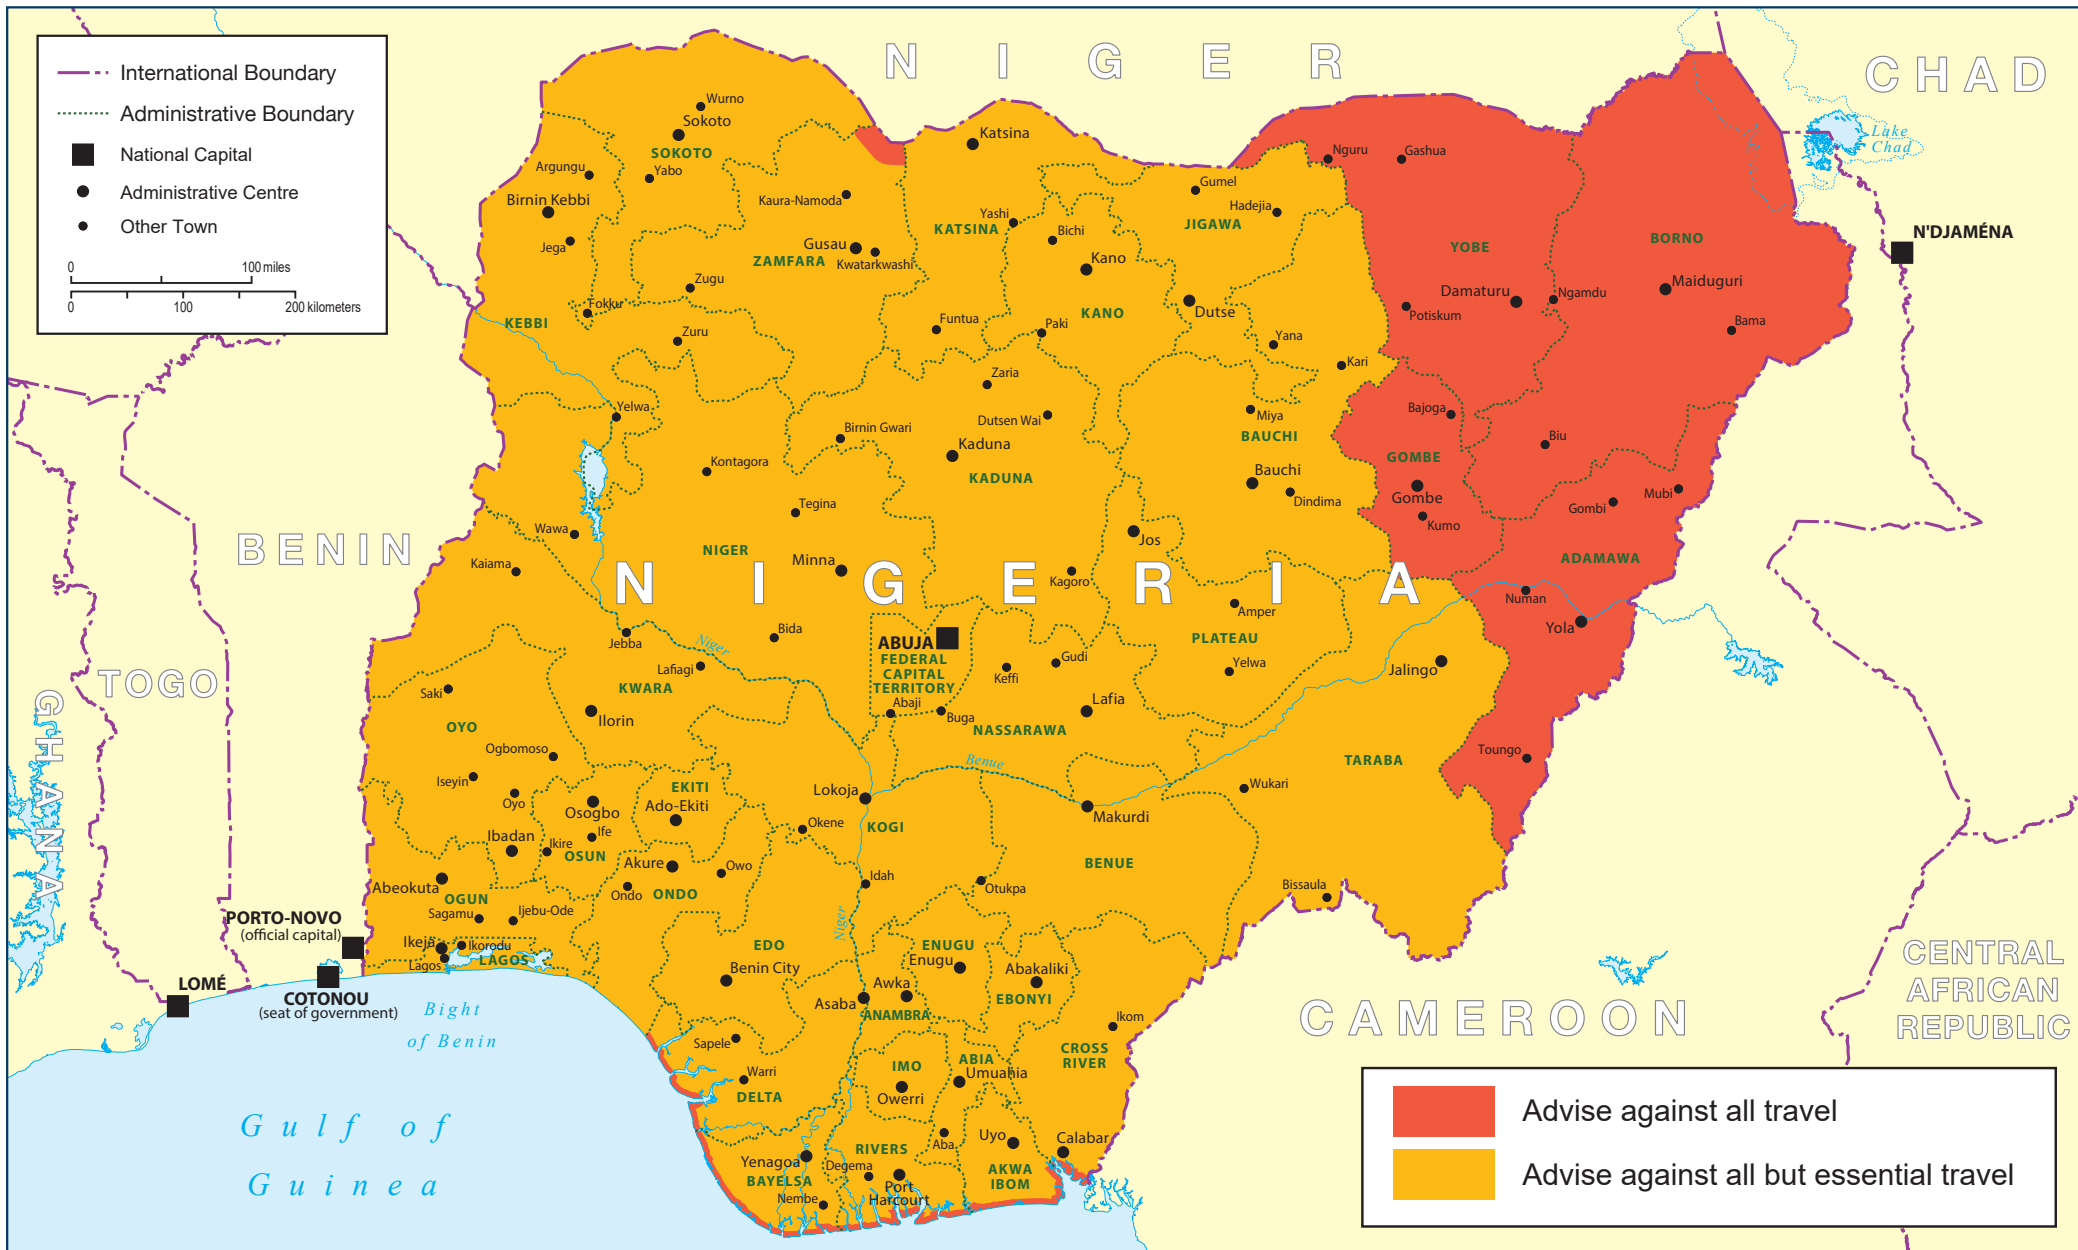 International Boundary
Administrative Boundary
National Capital
Administrative Centre
Other Town
0 100 miles
0 100 200 kilometers
NIGER
CHAD
Lake
Chad
N'DJAMÉNA
BENIN
TOGO
GHANA
NIGERIA
CAMEROON
CENTRAL
AFRICAN
REPUBLIC
PORTO-NOVO
(official capital)
COTONOU
(seat of government)
LOMÉ
Bight
of Benin
Gulf of
Guinea
Wurno
Sokoto
SOKOTO
Yabo
Argungu
Birnin Kebbi
Jega
Fokku
KEBBI
Kaura-Namoda
Gusau
Kwatarkwashi
ZAMFARA
Zugu
Zuru
Katsina
KATSINA
Yashi
Bichi
Kano
KANO
Funtua
Paki
Gumel
Hadejia
JIGAWA
Dutse
Nguru
Gashua
YOBE
Damaturu
Potiskum
Ngamdu
BORNO
Maiduguri
Bama
Biu
Yana
Kari
Miya
BAUCHI
Bauchi
Dindima
Bajoga
GOMBE
Gombe
Kumo
Gombi
Mubi
ADAMAWA
Numan
Yola
Toungo
Zaria
Dutsen Wai
Birnin Gwari
Kaduna
KADUNA
Kagoro
Yelwa
Kontagora
Tegina
NIGER
Minna
Wawa
Kaiama
Jebba
Bida
Niger
Lafiagi
KWARA
Ilorin
Jos
Amper
PLATEAU
Yelwa
ABUJA
FEDERAL
CAPITAL
TERRITORY
Abaji
Buga
Keffi
Gudi
Lafia
NASSARAWA
Benue
Jalingo
TARABA
Wukari
Bissaula
Makurdi
BENUE
Otukpa
Lokoja
KOGI
Okene
Idah
Niger
Saki
OYO
Ogbomoso
Iseyin
Oyo
Ibadan
Osogbo
Ife
Ikire
OSUN
EKITI
Ado-Ekiti
Akure
Owo
Ondo
ONDO
Abeokuta
OGUN
Sagamu
Ijebu-Ode
Ikeja
Ikorodu
Lagos
LAGOS
EDO
Benin City
Asaba
Awka
ANAMBRA
ENUGU
Enugu
Abakaliki
EBONYI
Ikom
CROSS
RIVER
Sapele
Warri
DELTA
IMO
Owerri
ABIA
Umuahia
Aba
Uyo
AKWA
IBOM
Calabar
RIVERS
Degema
Port
Harcourt
Yenagoa
BAYELSA
Nembe
Advise against all travel
Advise against all but essential travel